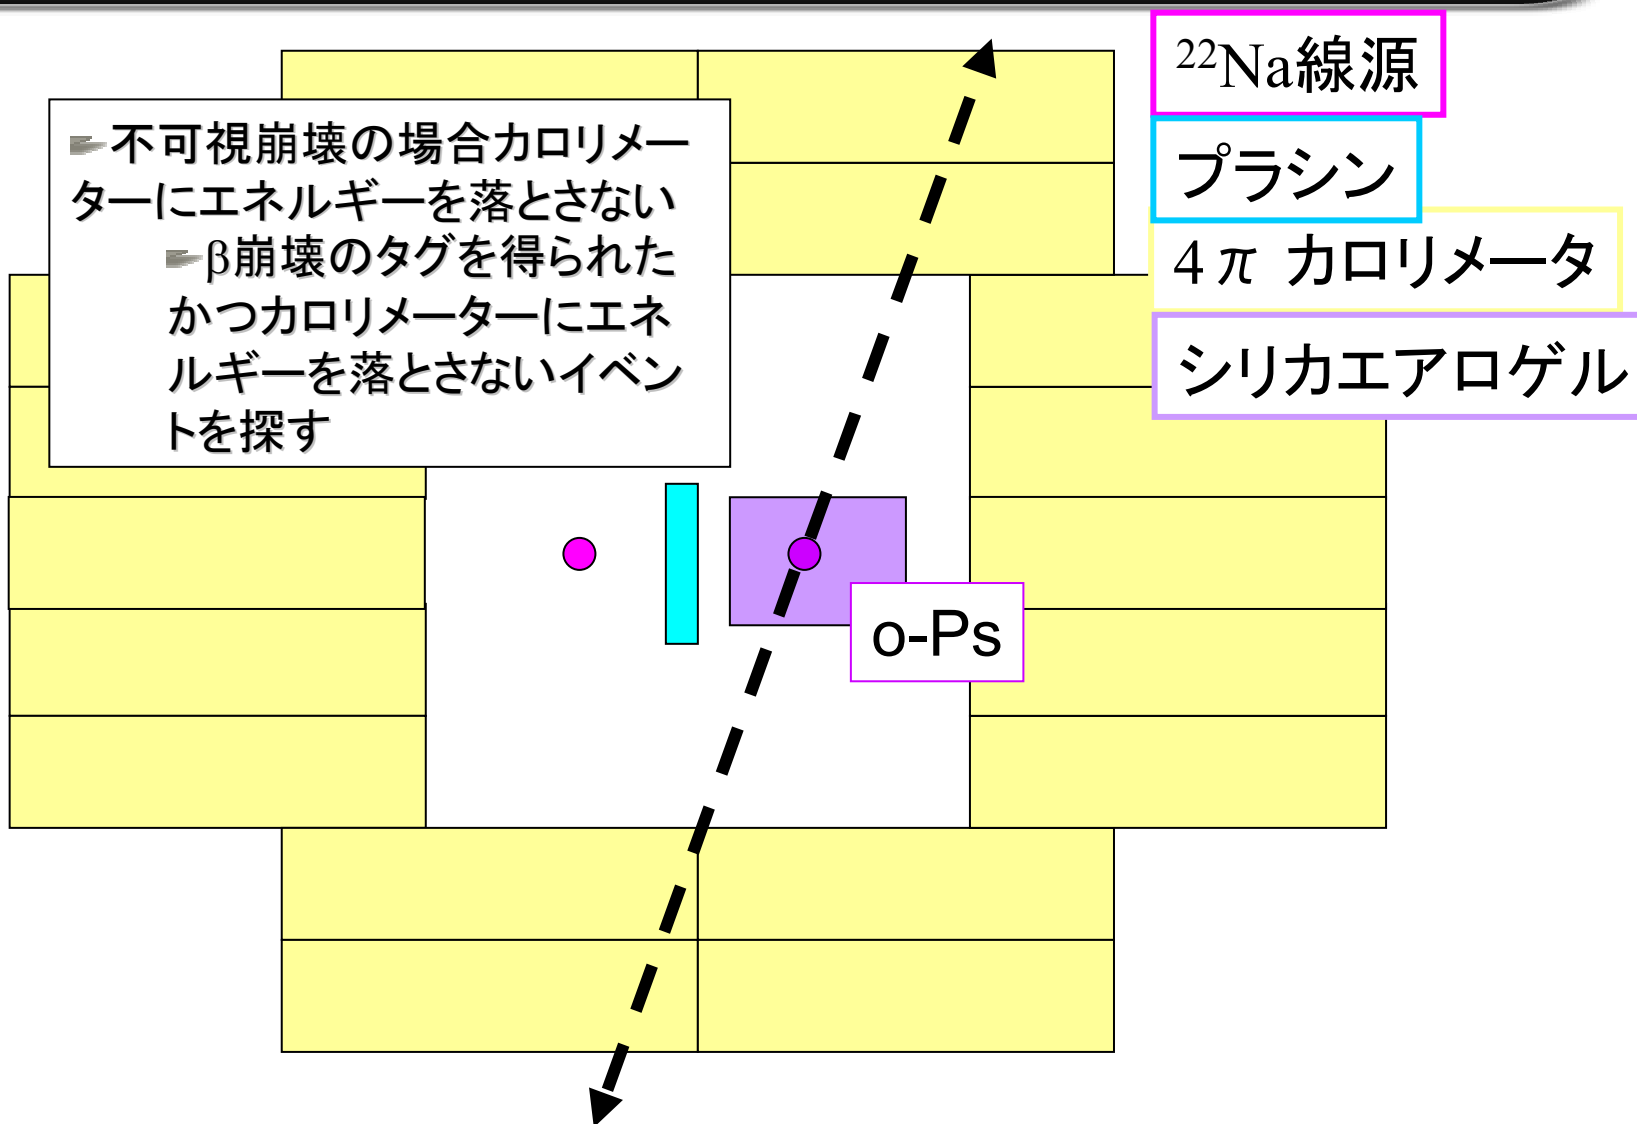 ²²Na線源
プラシン
4π カロリメータ
シリカエアロゲル
不可視崩壊の場合カロリメー
ターにエネルギーを落とさない
β崩壊のタグを得られた
かつカロリメーターにエネ
ルギーを落とさないイベン
トを探す
o-Ps